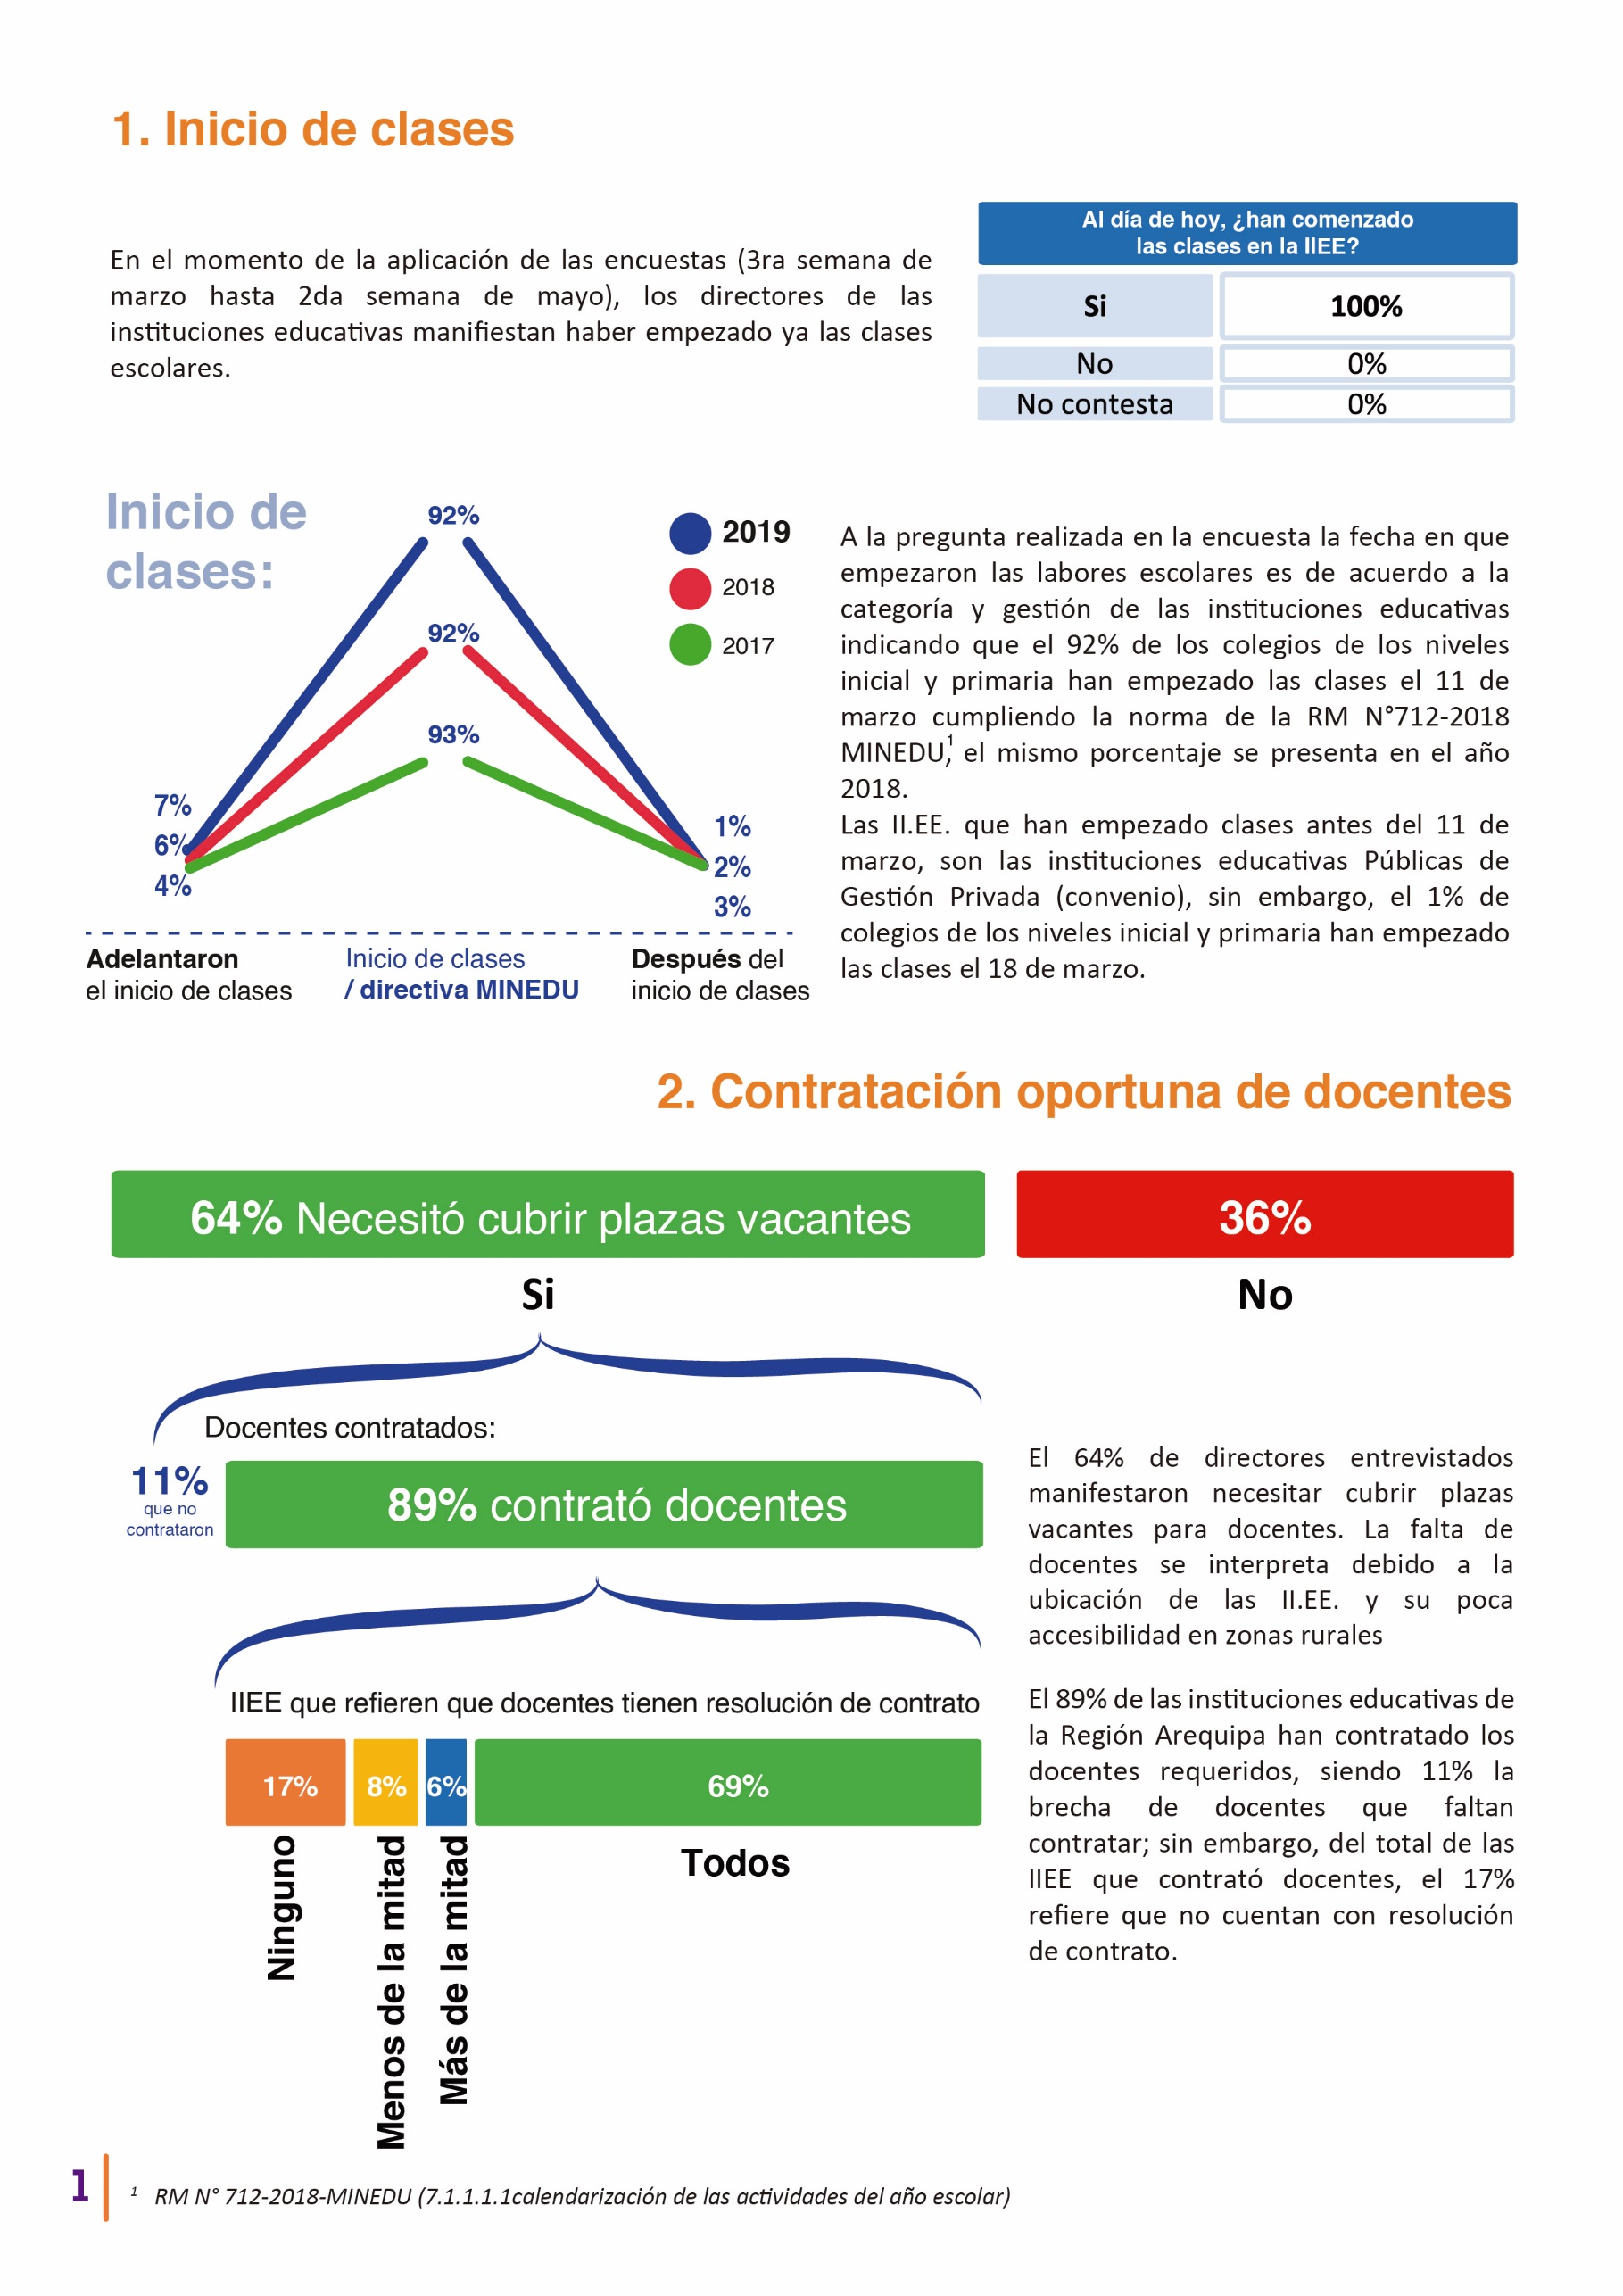 1. Inicio de clases
En el momento de la aplicación de las encuestas (3ra semana de
marzo hasta 2da semana de mayo), los directores de las
instituciones educativas manifiestan haber empezado ya las clases
escolares.
Al día de hoy, ¿han comenzado
las clases en la IIEE?
Si 100%
No 0%
No contesta 0%
Inicio de
clases:
92%
92%
93%
7%
6%
4%
1%
2%
3%
2019
2018
2017
Adelantaron
el inicio de clases
Inicio de clases
/ directiva MINEDU
Después del
inicio de clases
A la pregunta realizada en la encuesta la fecha en que
empezaron las labores escolares es de acuerdo a la
categoría y gestión de las instituciones educativas
indicando que el 92% de los colegios de los niveles
inicial y primaria han empezado las clases el 11 de
marzo cumpliendo la norma de la RM N°712-2018
MINEDU,¹ el mismo porcentaje se presenta en el año
2018.
Las II.EE. que han empezado clases antes del 11 de
marzo, son las instituciones educativas Públicas de
Gestión Privada (convenio), sin embargo, el 1% de
colegios de los niveles inicial y primaria han empezado
las clases el 18 de marzo.
2. Contratación oportuna de docentes
64% Necesitó cubrir plazas vacantes
36%
Si
No
Docentes contratados:
11%
que no
contrataron
89% contrató docentes
IIEE que refieren que docentes tienen resolución de contrato
17%
8%
6%
69%
Ninguno
Menos de la mitad
Más de la mitad
Todos
El 64% de directores entrevistados
manifestaron necesitar cubrir plazas
vacantes para docentes. La falta de
docentes se interpreta debido a la
ubicación de las II.EE. y su poca
accesibilidad en zonas rurales
El 89% de las instituciones educativas de
la Región Arequipa han contratado los
docentes requeridos, siendo 11% la
brecha de docentes que faltan
contratar; sin embargo, del total de las
IIEE que contrató docentes, el 17%
refiere que no cuentan con resolución
de contrato.
1
¹ RM N° 712-2018-MINEDU (7.1.1.1.1calendarización de las actividades del año escolar)